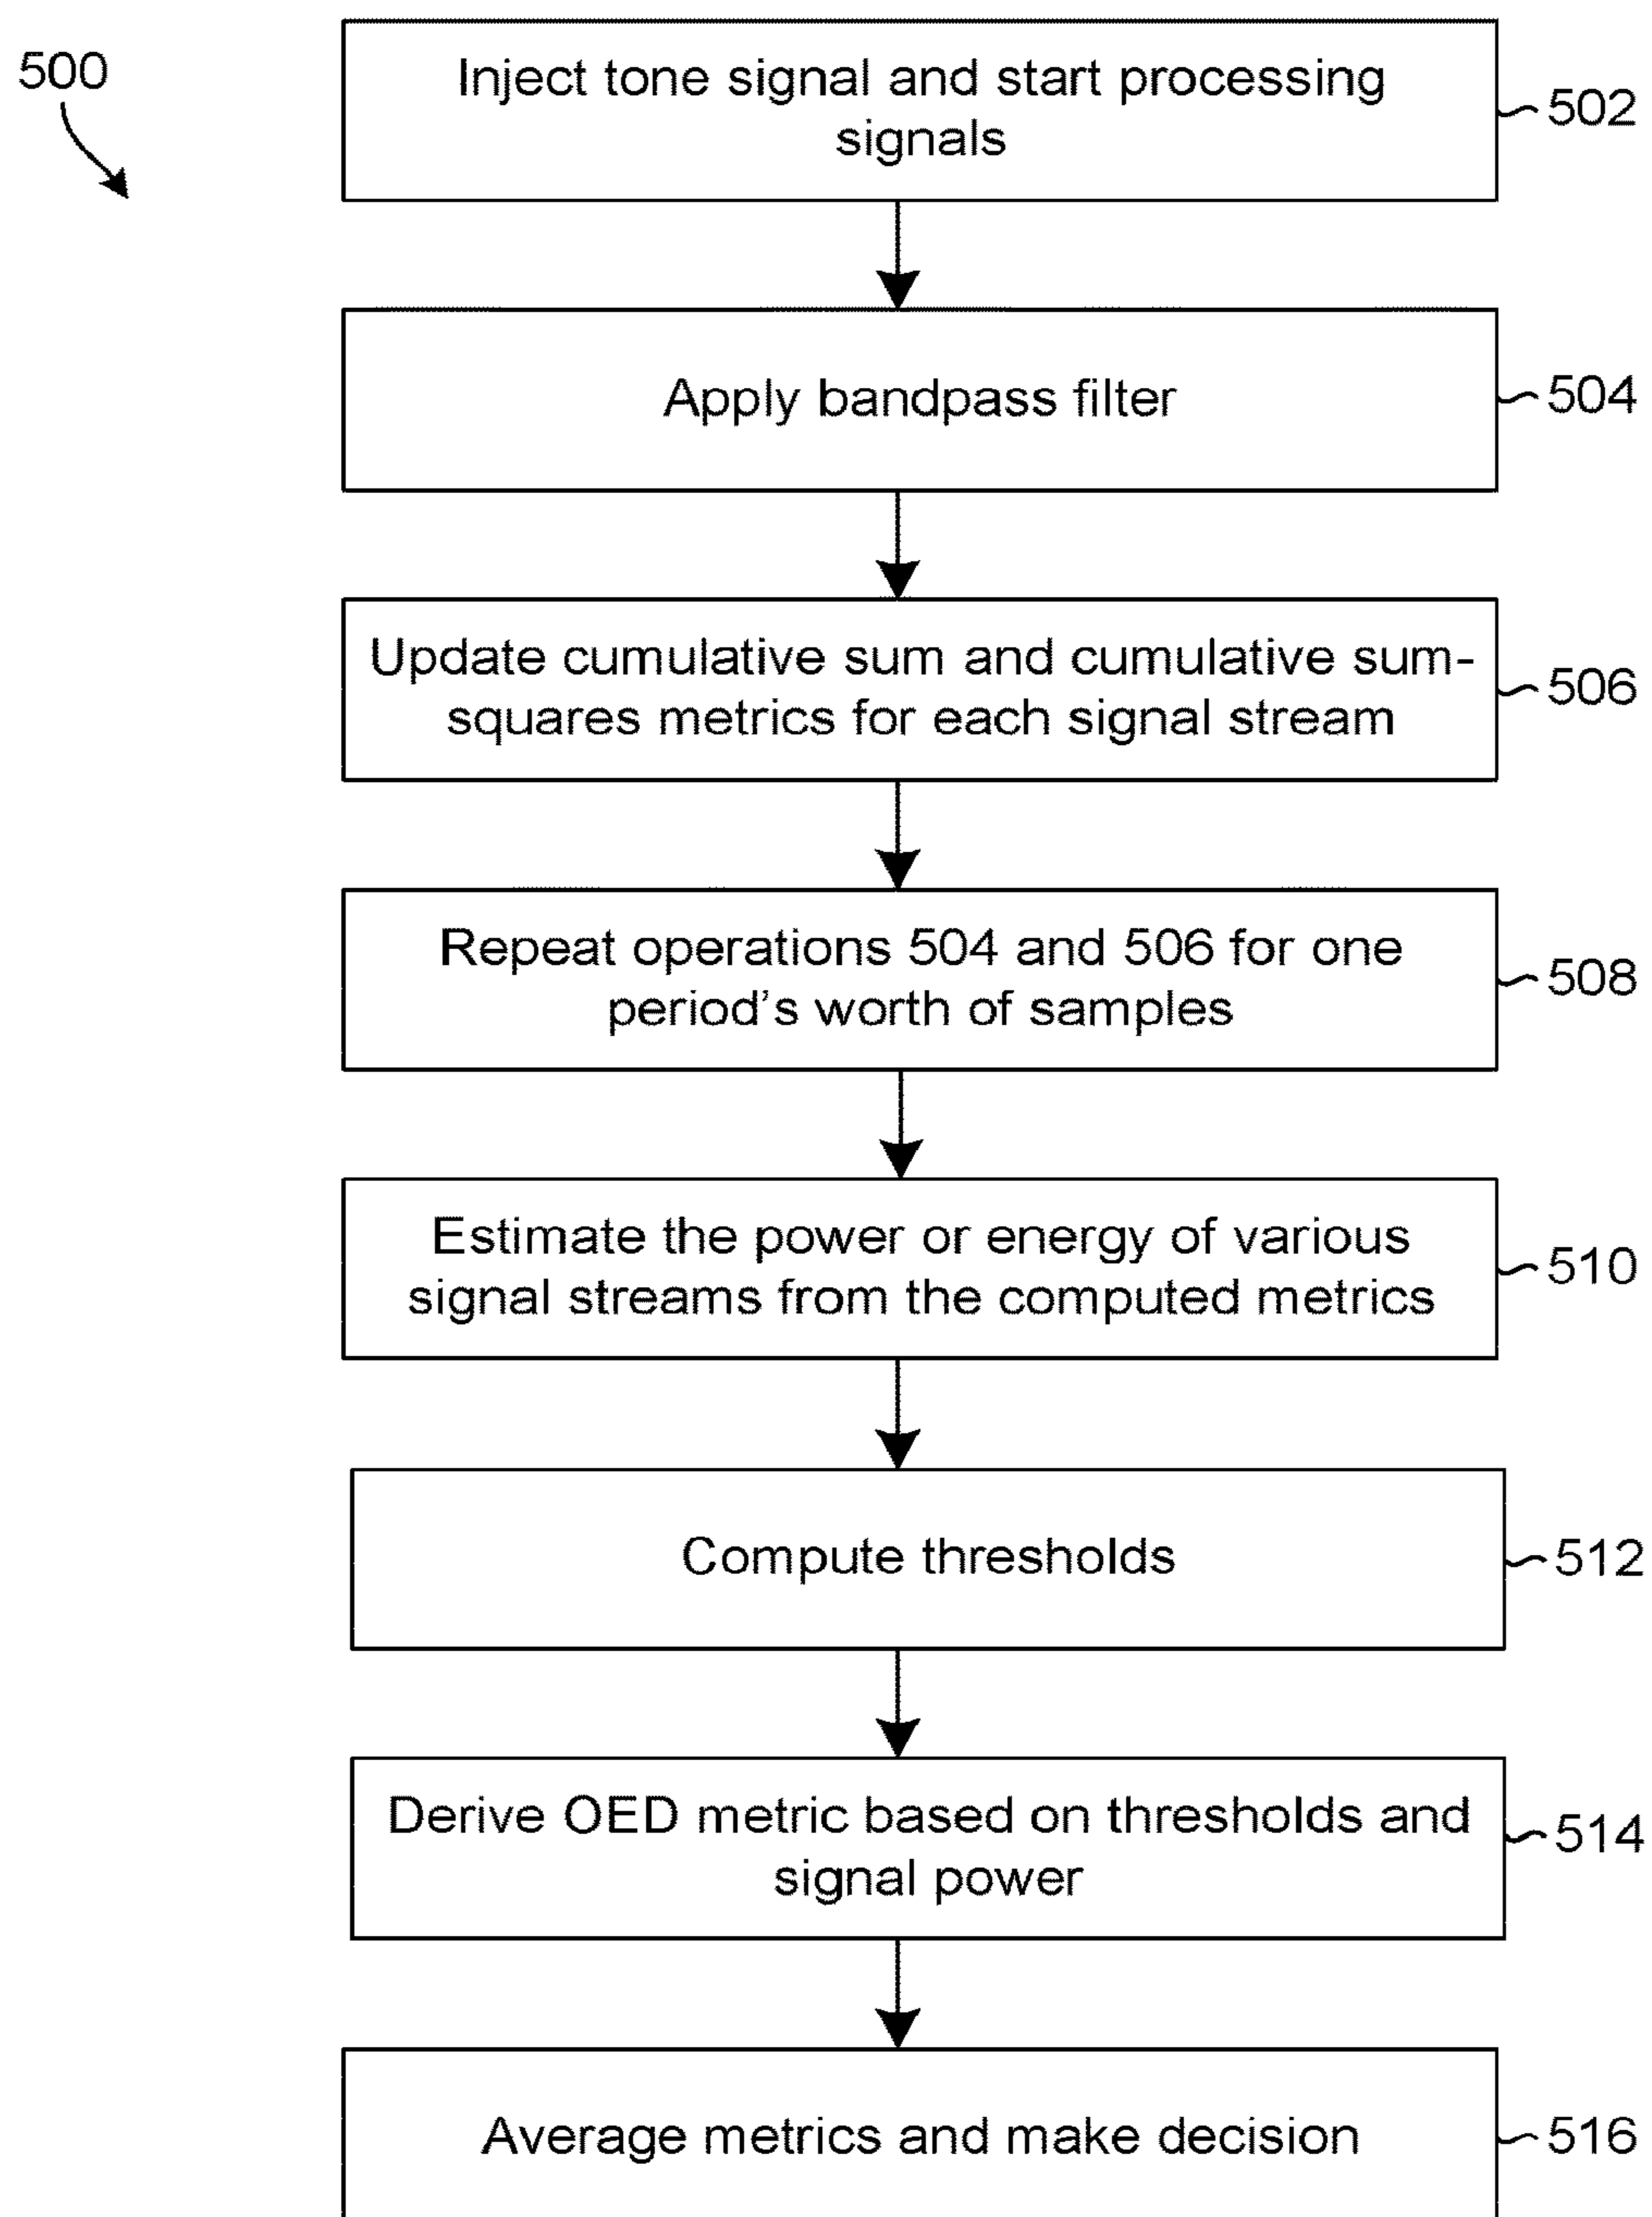 500
Inject tone signal and start processing
signals
502
Apply bandpass filter
504
Update cumulative sum and cumulative sum-
squares metrics for each signal stream
506
Repeat operations 504 and 506 for one
period's worth of samples
508
Estimate the power or energy of various
signal streams from the computed metrics
510
Compute thresholds
512
Derive OED metric based on thresholds and
signal power
514
Average metrics and make decision
516